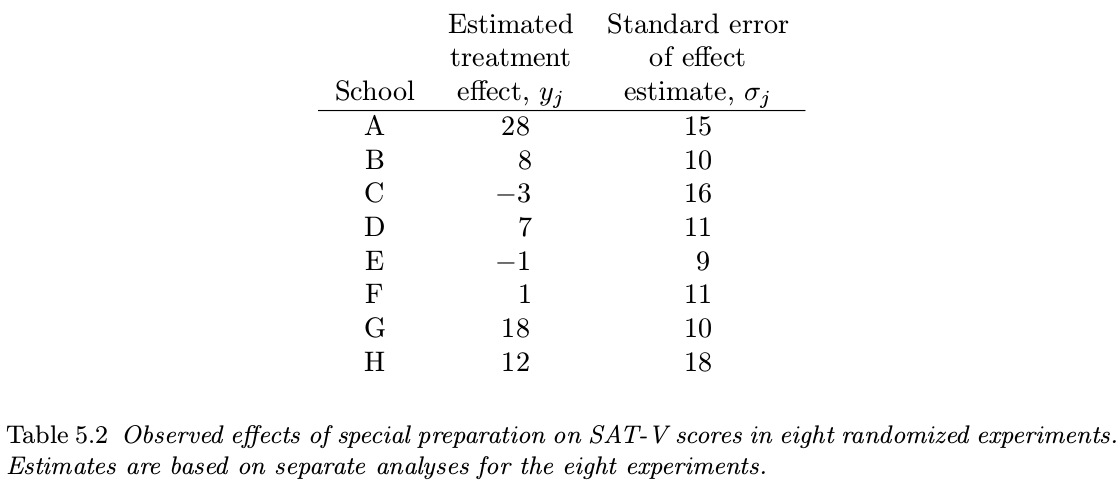 Estimated Standard error
treatment of effect
School effect, yⱼ estimate, σⱼ
A 28 15
B 8 10
C −3 16
D 7 11
E −1 9
F 1 11
G 18 10
H 12 18
Table 5.2 Observed effects of special preparation on SAT-V scores in eight randomized experiments.
Estimates are based on separate analyses for the eight experiments.